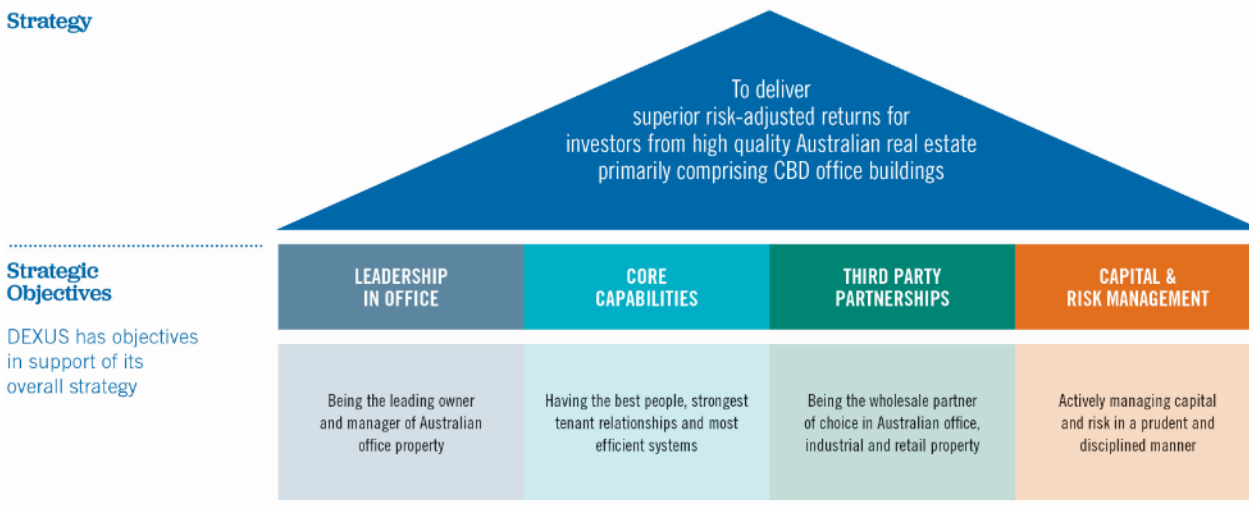 Strategy
To deliver
superior risk-adjusted returns for
investors from high quality Australian real estate
primarily comprising CBD office buildings
Strategic
Objectives
DEXUS has objectives
in support of its
overall strategy
LEADERSHIP
IN OFFICE
CORE
CAPABILITIES
THIRD PARTY
PARTNERSHIPS
CAPITAL &
RISK MANAGEMENT
Being the leading owner
and manager of Australian
office property
Having the best people, strongest
tenant relationships and most
efficient systems
Being the wholesale partner
of choice in Australian office,
industrial and retail property
Actively managing capital
and risk in a prudent and
disciplined manner